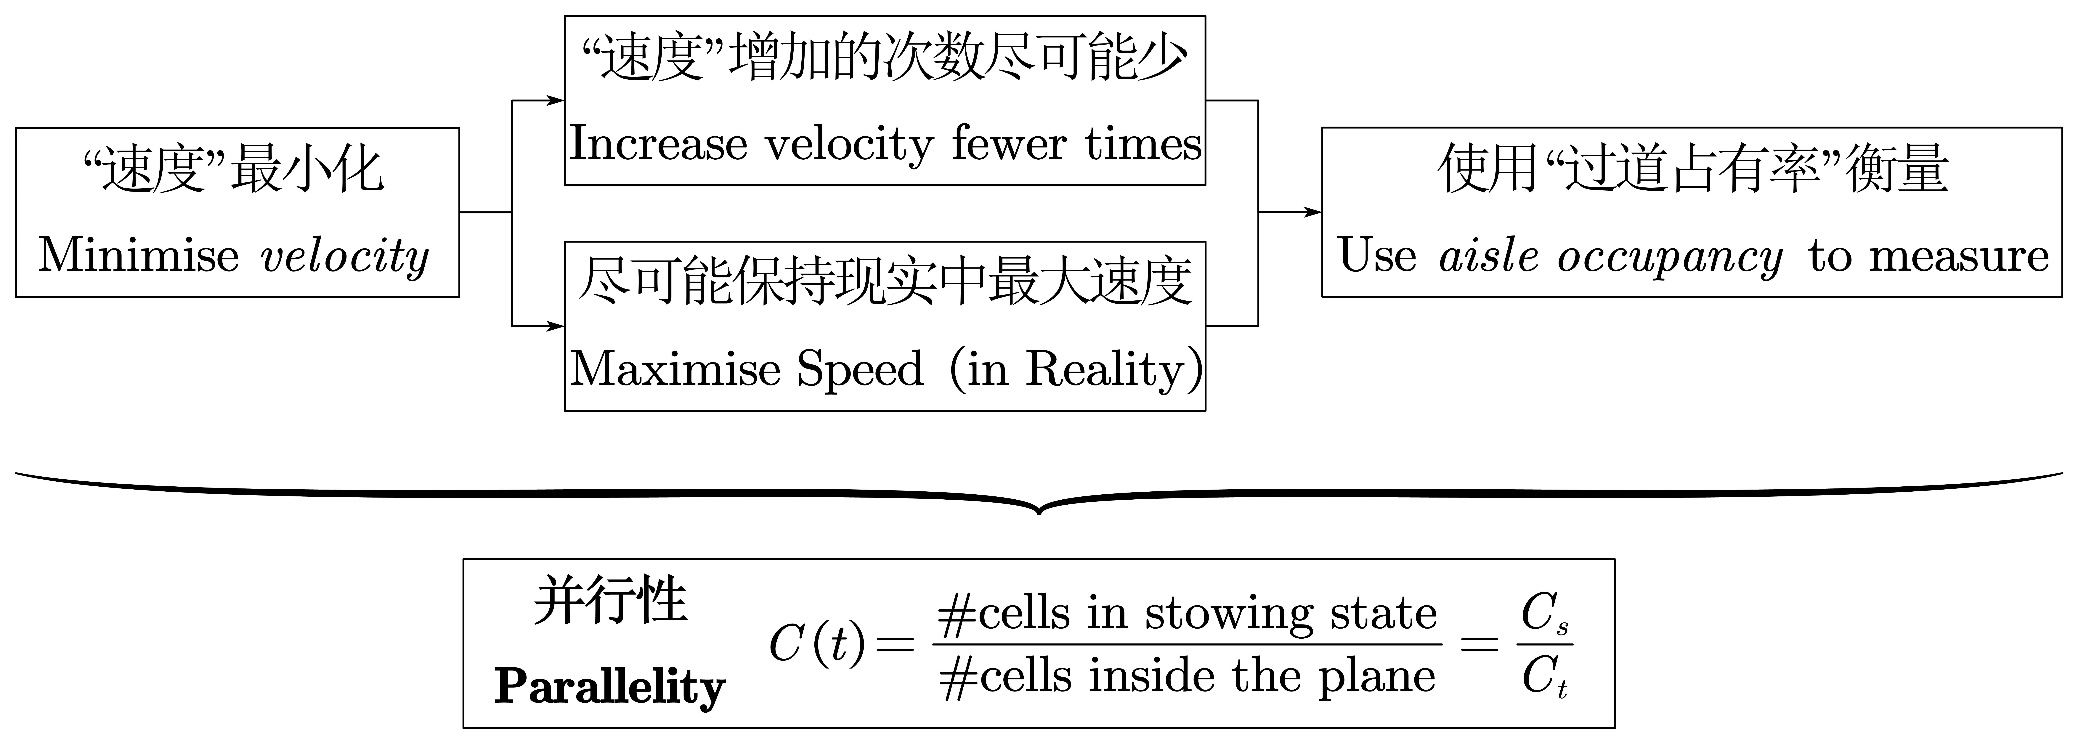 “速度”最小化
Minimise velocity
“速度”增加的次数尽可能少
Increase velocity fewer times
尽可能保持现实中最大速度
Maximise Speed (in Reality)
使用“过道占有率”衡量
Use aisle occupancy to measure
并行性
Parallelity
C(t) = #cells in stowing state / #cells inside the plane = C_s / C_t